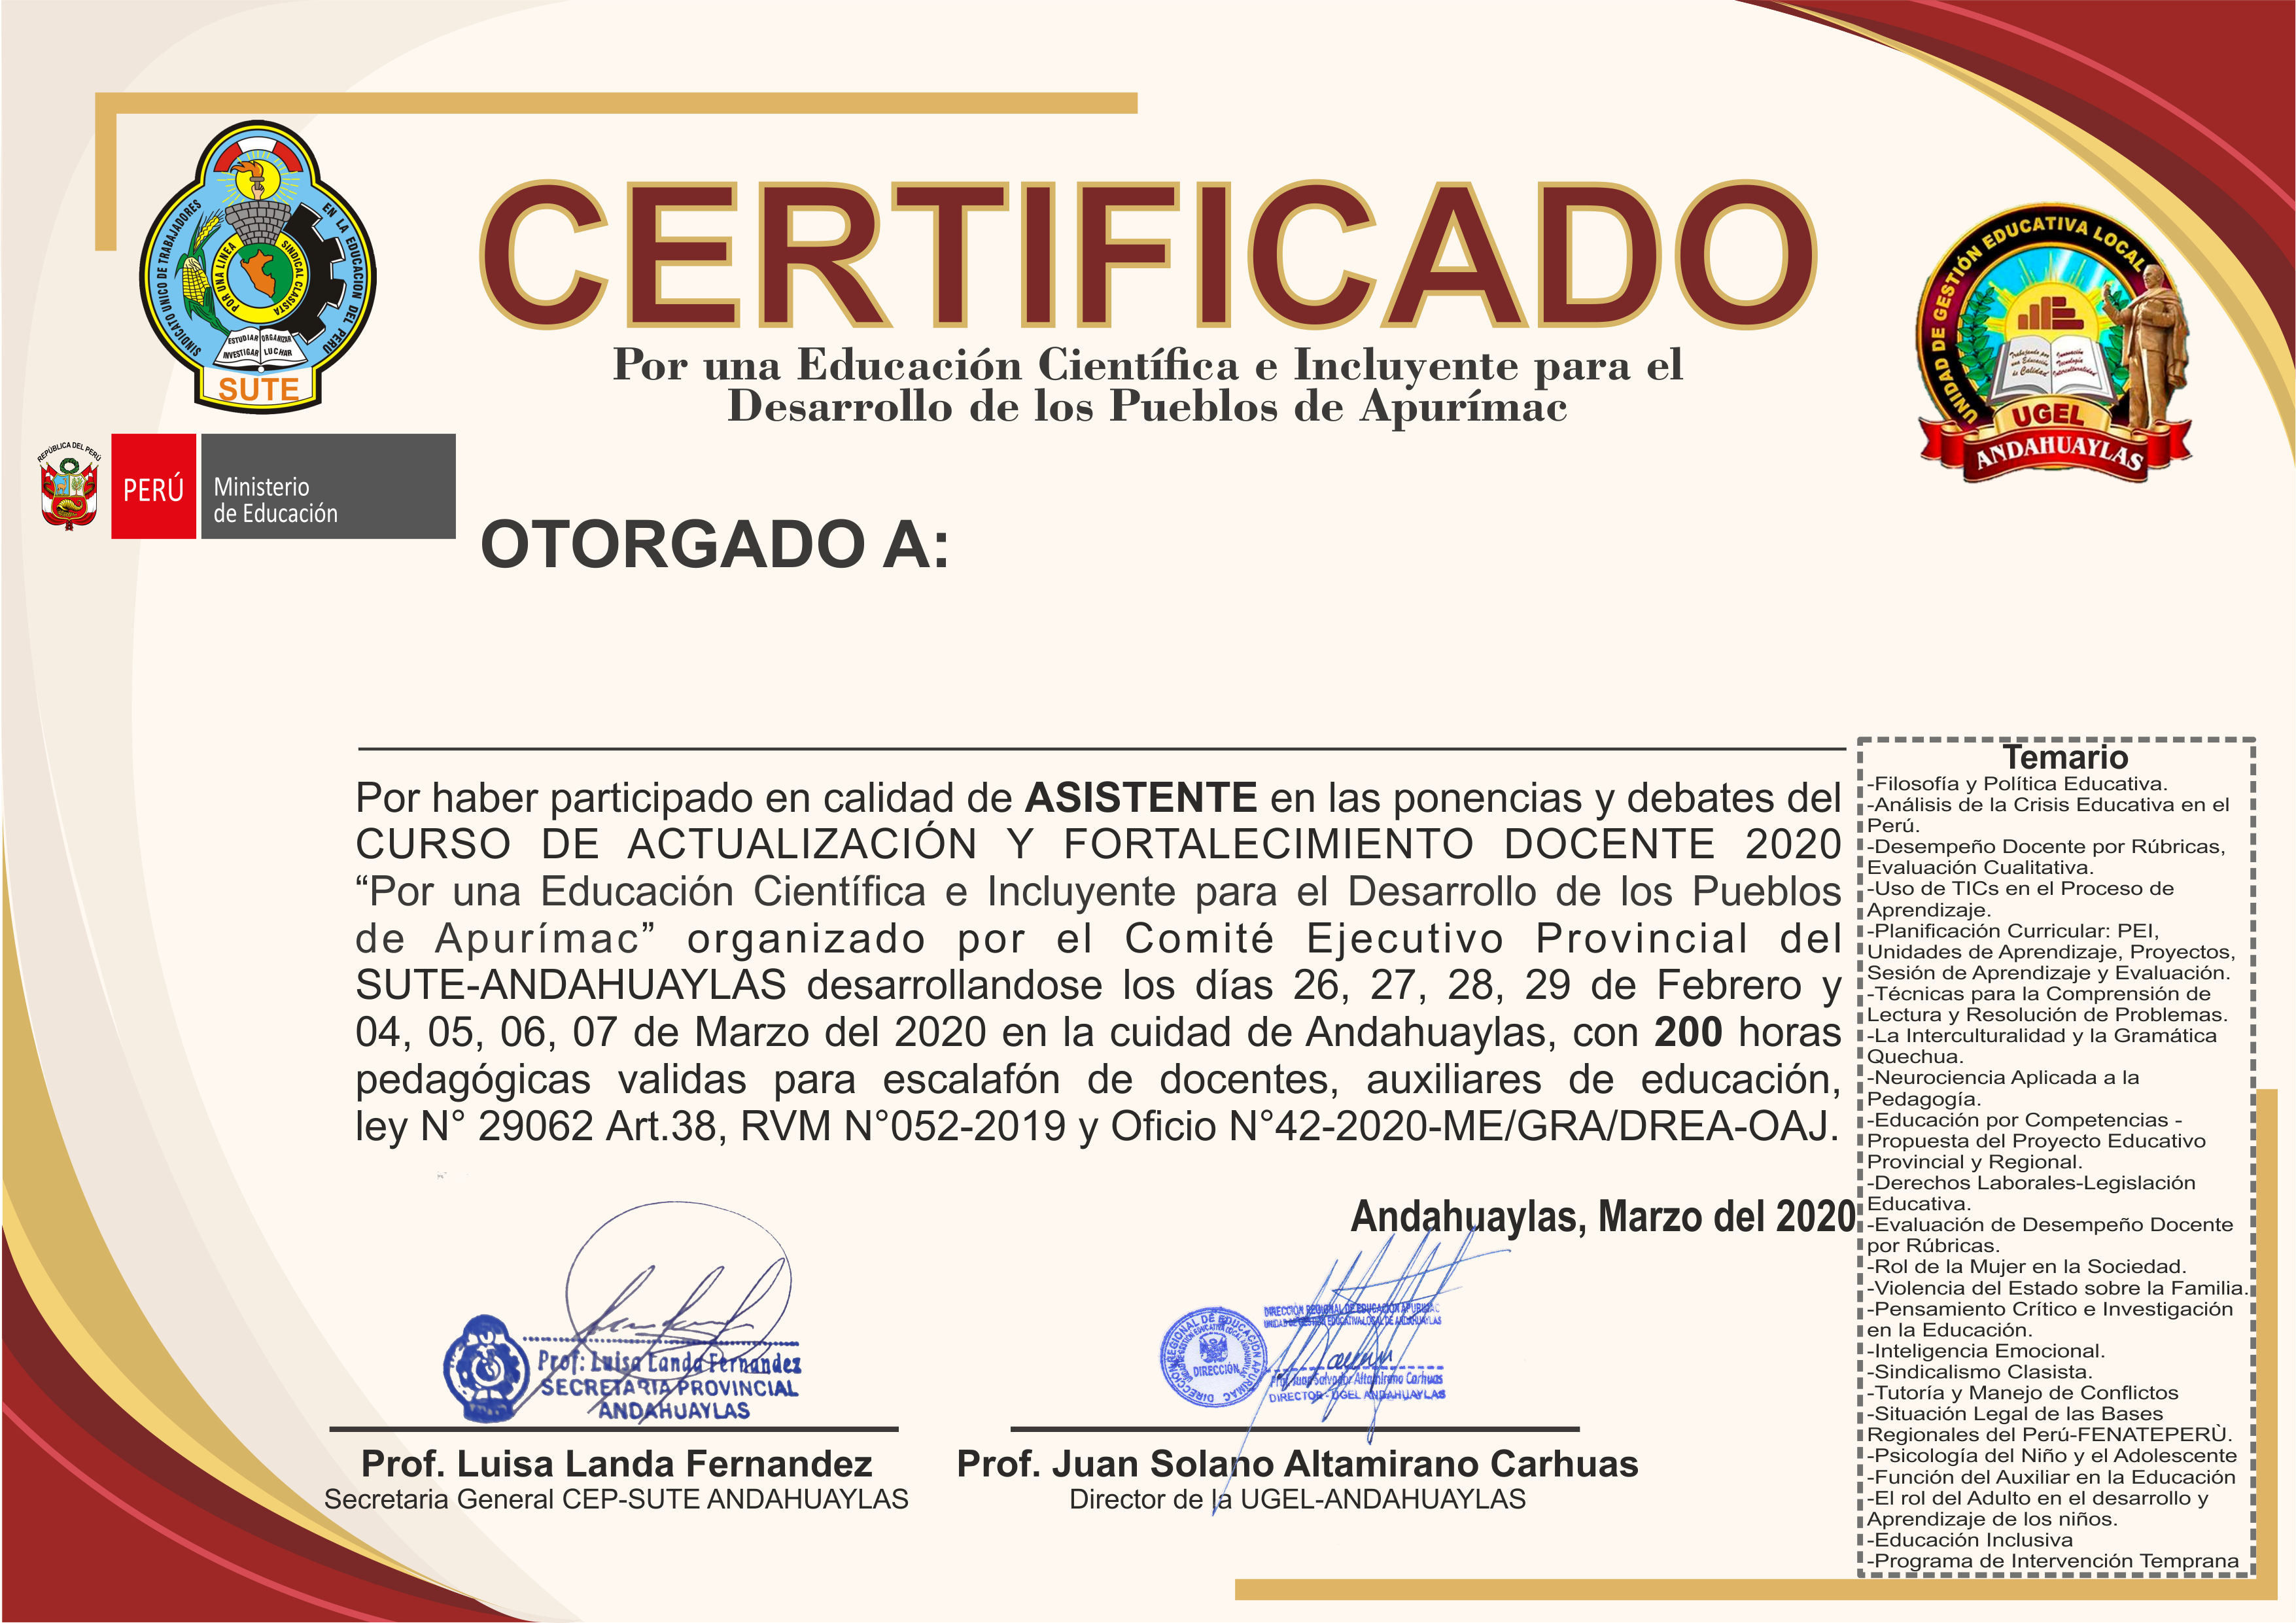 CERTIFICADO
Por una Educación Científica e Incluyente para el
Desarrollo de los Pueblos de Apurímac
SINDICATO UNICO DE TRABAJADORES
EN LA EDUCACION DEL PERU
POR UNA LINEA
SINDICAL CLASISTA
ESTUDIAR ORGANIZAR
INVESTIGAR LUCHAR
SUTE
UNIDAD DE GESTIÓN EDUCATIVA LOCAL
Trabajando por
una Educación
de Calidad
Innovación
Tecnología
Interculturalidad
UGEL
ANDAHUAYLAS
REPÚBLICA DEL PERÚ
PERÚ
Ministerio
de Educación
OTORGADO A:
Por haber participado en calidad de ASISTENTE en las ponencias y debates del
CURSO DE ACTUALIZACIÓN Y FORTALECIMIENTO DOCENTE 2020
“Por una Educación Científica e Incluyente para el Desarrollo de los Pueblos
de Apurímac” organizado por el Comité Ejecutivo Provincial del
SUTE-ANDAHUAYLAS desarrollandose los días 26, 27, 28, 29 de Febrero y
04, 05, 06, 07 de Marzo del 2020 en la cuidad de Andahuaylas, con 200 horas
pedagógicas validas para escalafón de docentes, auxiliares de educación,
ley N° 29062 Art.38, RVM N°052-2019 y Oficio N°42-2020-ME/GRA/DREA-OAJ.
Andahuaylas, Marzo del 2020
Prof: Luisa Landa Fernandez
SECRETARIA PROVINCIAL
ANDAHUAYLAS
Prof. Luisa Landa Fernandez
Secretaria General CEP-SUTE ANDAHUAYLAS
DIRECCIÓN REGIONAL DE EDUCACIÓN APURIMAC
UNIDAD DE GESTIÓN EDUCATIVA LOCAL DE ANDAHUAYLAS
DIRECCIÓN REGIONAL DE EDUCACIÓN APURIMAC
DIRECCIÓN
Prof. Juan Salvador Altamirano Carhuas
DIRECTOR - UGEL ANDAHUAYLAS
Prof. Juan Solano Altamirano Carhuas
Director de la UGEL-ANDAHUAYLAS
Temario
-Filosofía y Política Educativa.
-Análisis de la Crisis Educativa en el
Perú.
-Desempeño Docente por Rúbricas,
Evaluación Cualitativa.
-Uso de TICs en el Proceso de
Aprendizaje.
-Planificación Curricular: PEI,
Unidades de Aprendizaje, Proyectos,
Sesión de Aprendizaje y Evaluación.
-Técnicas para la Comprensión de
Lectura y Resolución de Problemas.
-La Interculturalidad y la Gramática
Quechua.
-Neurociencia Aplicada a la
Pedagogía.
-Educación por Competencias -
Propuesta del Proyecto Educativo
Provincial y Regional.
-Derechos Laborales-Legislación
Educativa.
-Evaluación de Desempeño Docente
por Rúbricas.
-Rol de la Mujer en la Sociedad.
-Violencia del Estado sobre la Familia.
-Pensamiento Crítico e Investigación
en la Educación.
-Inteligencia Emocional.
-Sindicalismo Clasista.
-Tutoría y Manejo de Conflictos
-Situación Legal de las Bases
Regionales del Perú-FENATEPERÙ.
-Psicología del Niño y el Adolescente
-Función del Auxiliar en la Educación
-El rol del Adulto en el desarrollo y
Aprendizaje de los niños.
-Educación Inclusiva
-Programa de Intervención Temprana